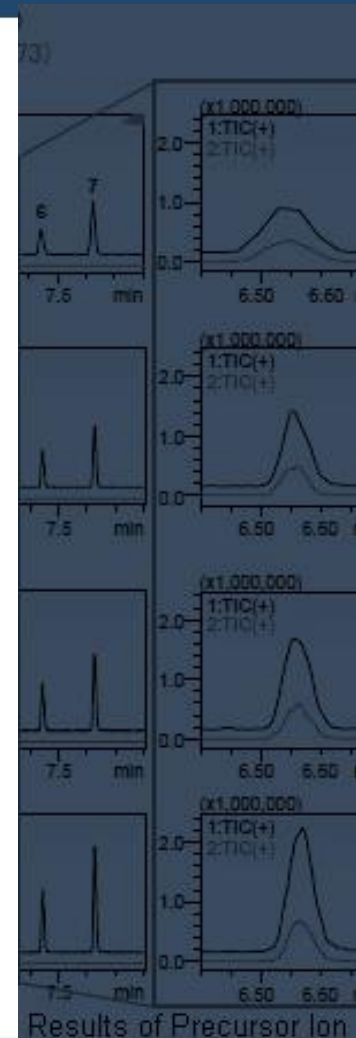 73)
(x1,000,000)
1:TIC(+)
2:TIC(+)
2.0
1.0
0.0
6
7
7.5 min
6.50 6.60
(x1,000,000)
1:TIC(+)
2:TIC(+)
2.0
1.0
0.0
7.5 min
6.50 6.60
(x1,000,000)
1:TIC(+)
2:TIC(+)
2.0
1.0
0.0
7.5 min
6.50 6.60
(x1,000,000)
1:TIC(+)
2:TIC(+)
2.0
1.0
0.0
7.5 min
6.50 6.60
Results of Precursor Ion